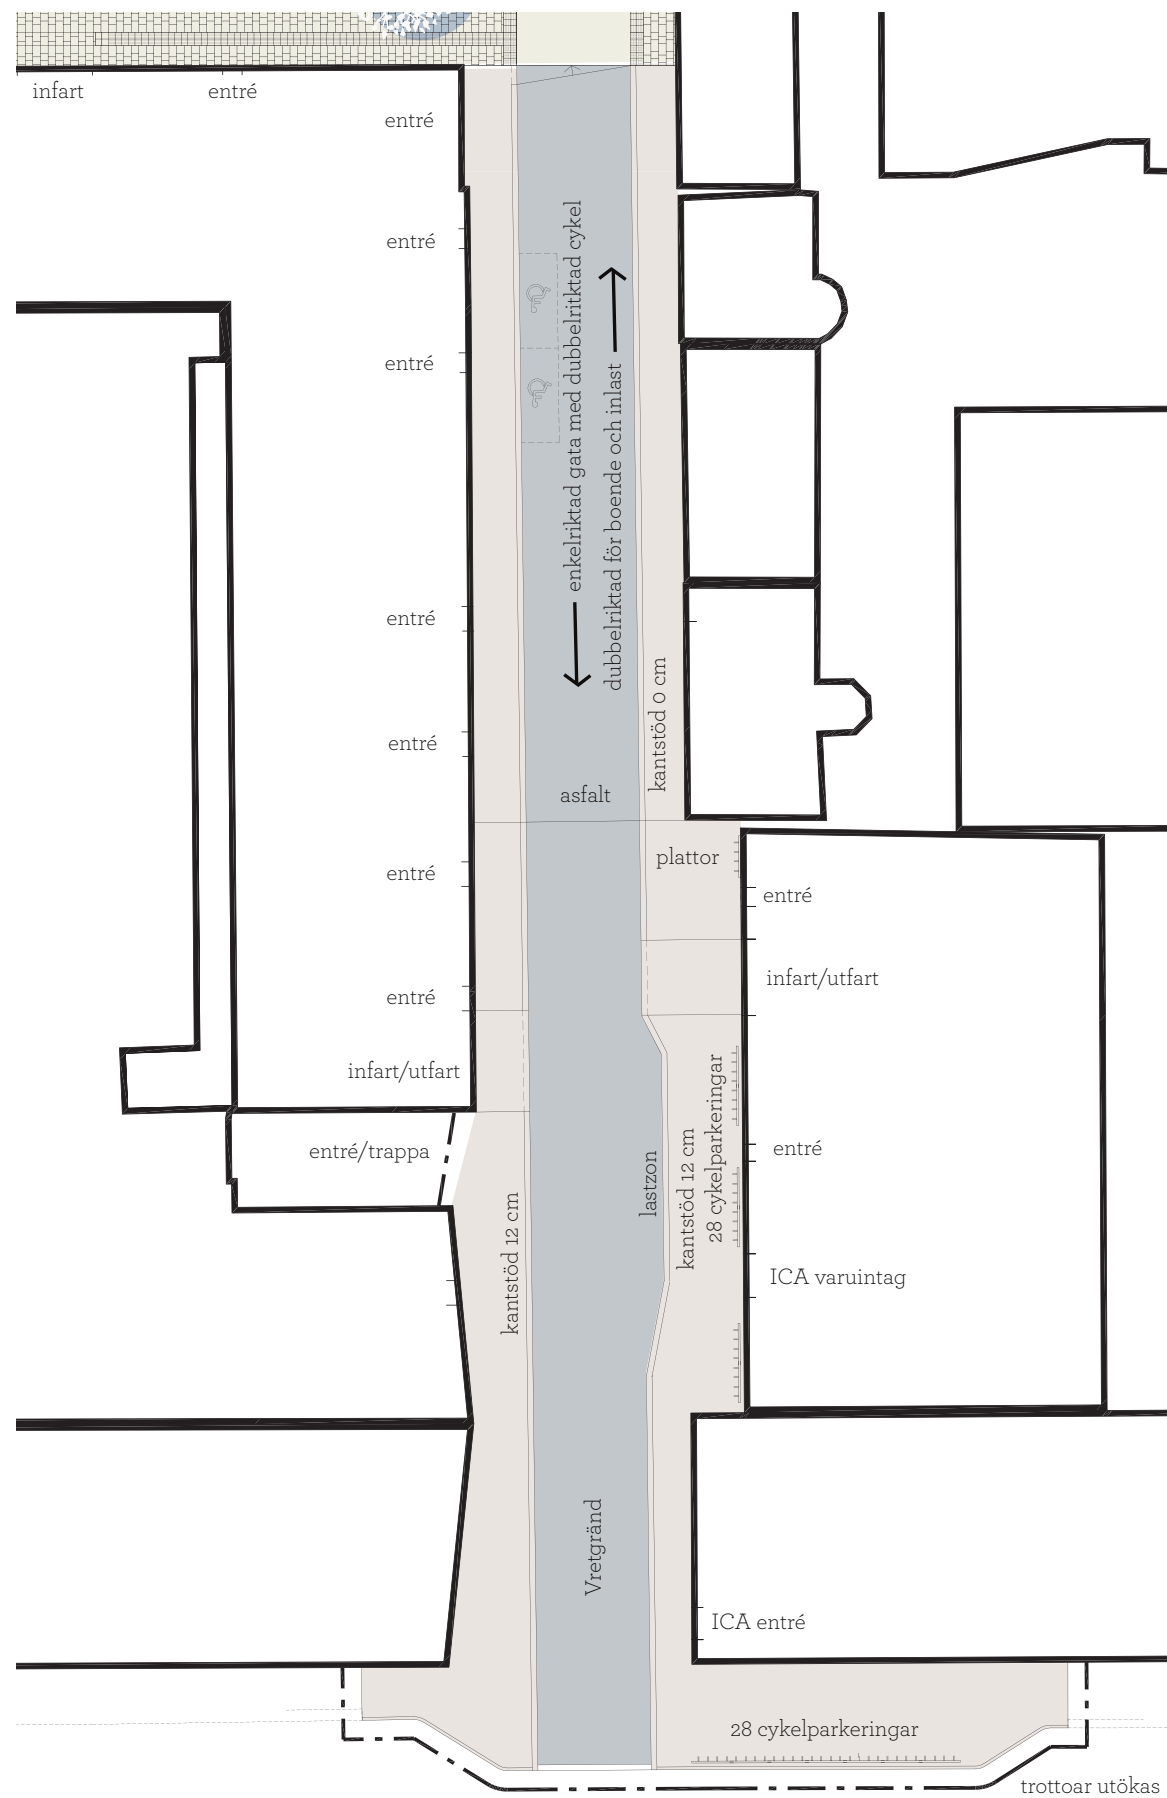 infart
entré
entré
entré
entré
enkelriktad gata med dubbelritktad cykel
dubbelriktad för boende och inlast
entré
kantstöd 0 cm
entré
asfalt
plattor
entré
entré
infart/utfart
entré
infart/utfart
28 cykelparkeringar
kantstöd 12 cm
entré
entré/trappa
lastzon
kantstöd 12 cm
ICA varuintag
Vretgränd
ICA entré
28 cykelparkeringar
trottoar utökas